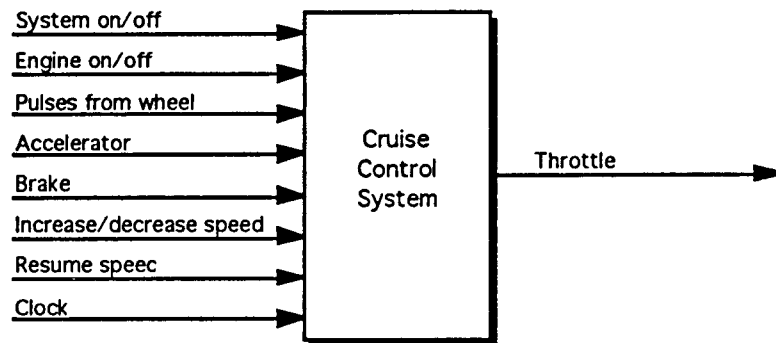 System on/off
Engine on/off
Pulses from wheel
Accelerator
Brake
Increase/decrease speed
Resume speec
Clock
Cruise
Control
System
Throttle